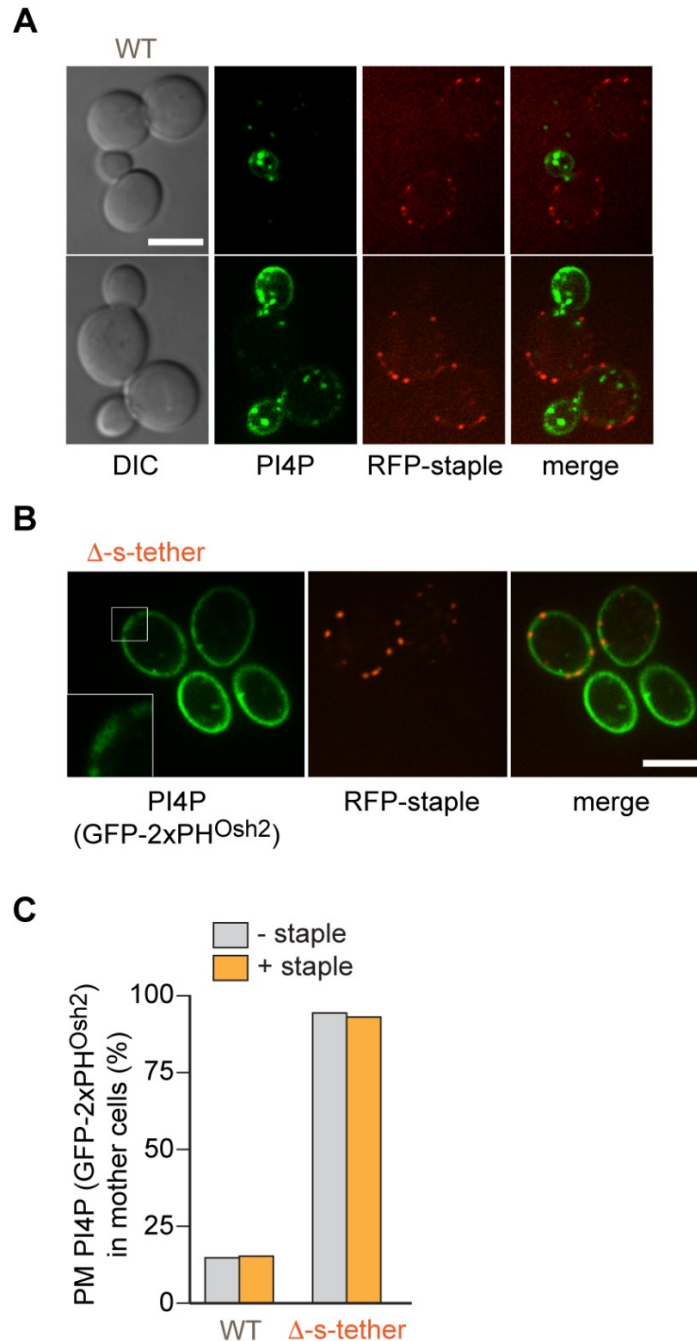 A
WT
DIC PI4P RFP-staple merge
B
Δ-s-tether
PI4P RFP-staple merge
(GFP-2xPH^Osh2)
C
- staple
+ staple
PM PI4P (GFP-2xPH^Osh2)
in mother cells (%)
100
75
50
25
0
WT Δ-s-tether